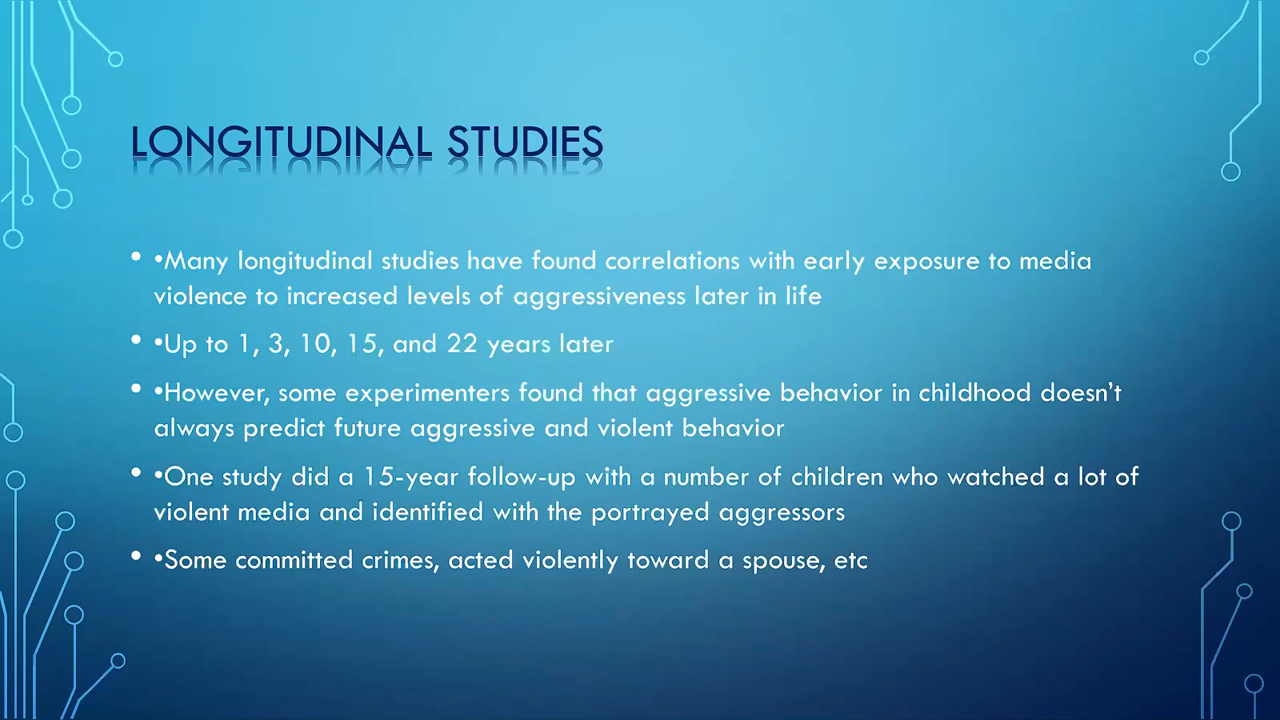 LONGITUDINAL STUDIES
• •Many longitudinal studies have found correlations with early exposure to media
violence to increased levels of aggressiveness later in life
• •Up to 1, 3, 10, 15, and 22 years later
• •However, some experimenters found that aggressive behavior in childhood doesn’t
always predict future aggressive and violent behavior
• •One study did a 15-year follow-up with a number of children who watched a lot of
violent media and identified with the portrayed aggressors
• •Some committed crimes, acted violently toward a spouse, etc